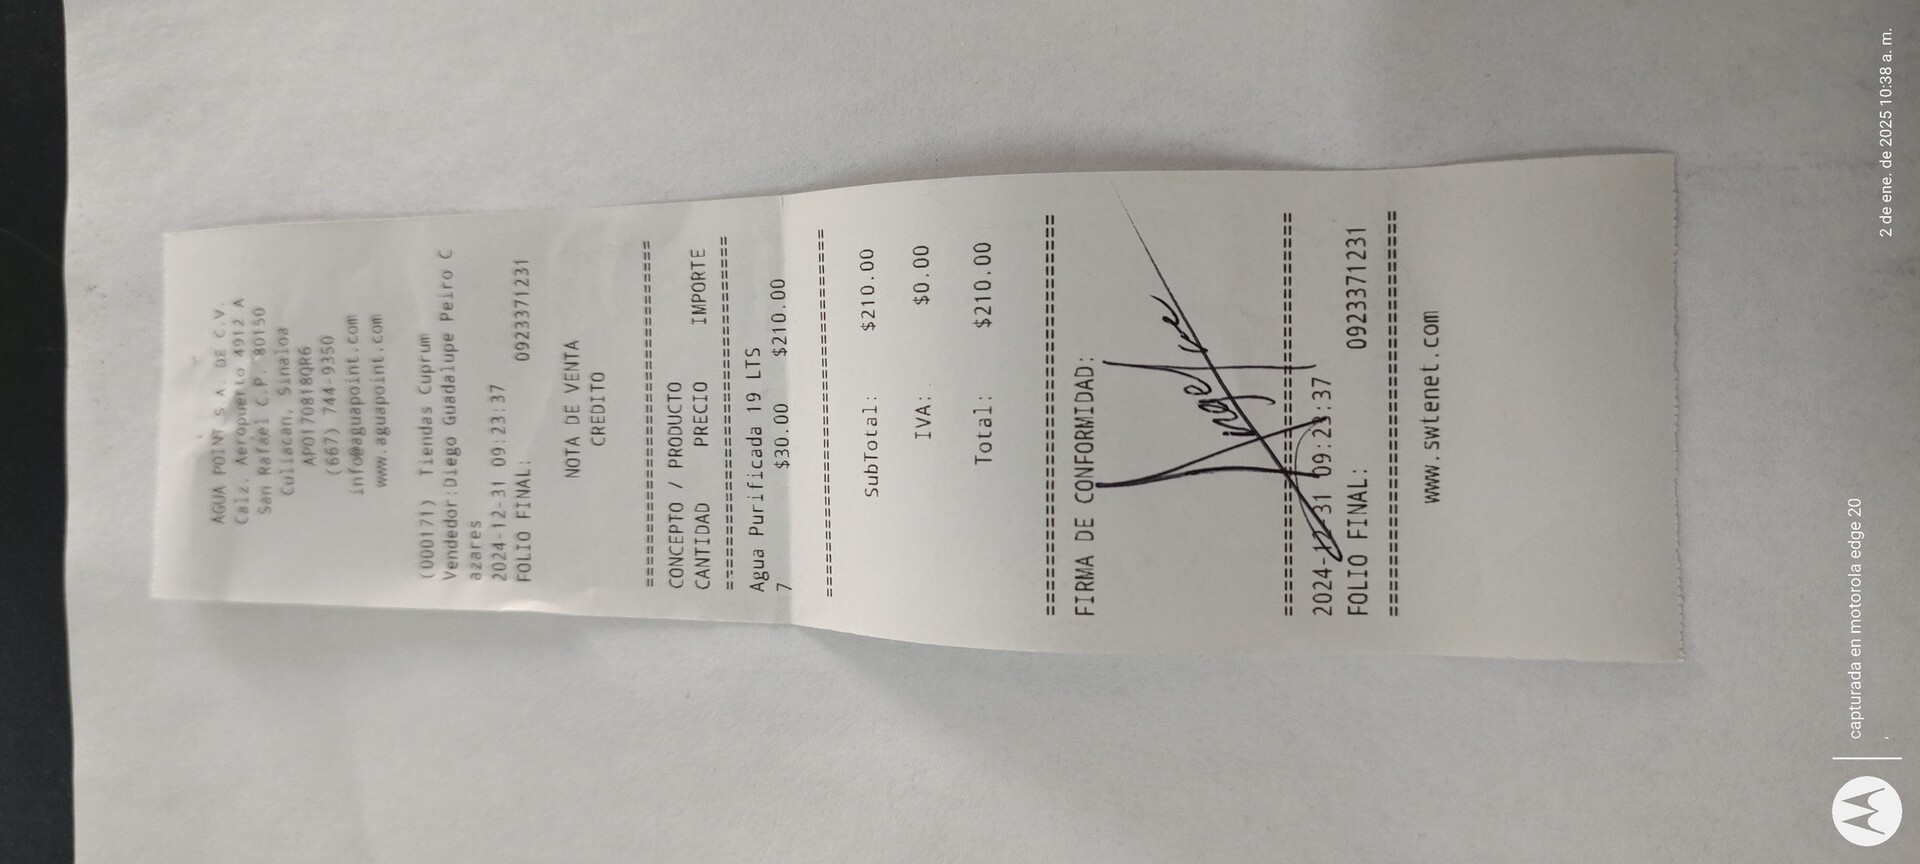 AGUA POINT S.A. DE C.V.
Calz. Aeropuerto 4912 A
San Rafael C.P. 80150
Culiacan, Sinaloa
APO170818QR6
(667) 744-9350
info@aguapoint.com
www.aguapoint.com
(000171) Tiendas Cuprum
Vendedor:Diego Guadalupe Peiro C
azares
2024-12-31 09:23:37
FOLIO FINAL: 0923371231
NOTA DE VENTA
CREDITO
================================
CONCEPTO / PRODUCTO
CANTIDAD PRECIO IMPORTE
================================
Agua Purificada 19 LTS
7 $30.00 $210.00
================================
SubTotal: $210.00
IVA: $0.00
Total: $210.00
================================
FIRMA DE CONFORMIDAD:
================================
2024-12-31 09:23:37
FOLIO FINAL: 0923371231
================================
www.swtenet.com
capturada en motorola edge 20
2 de ene. de 2025 10:38 a. m.